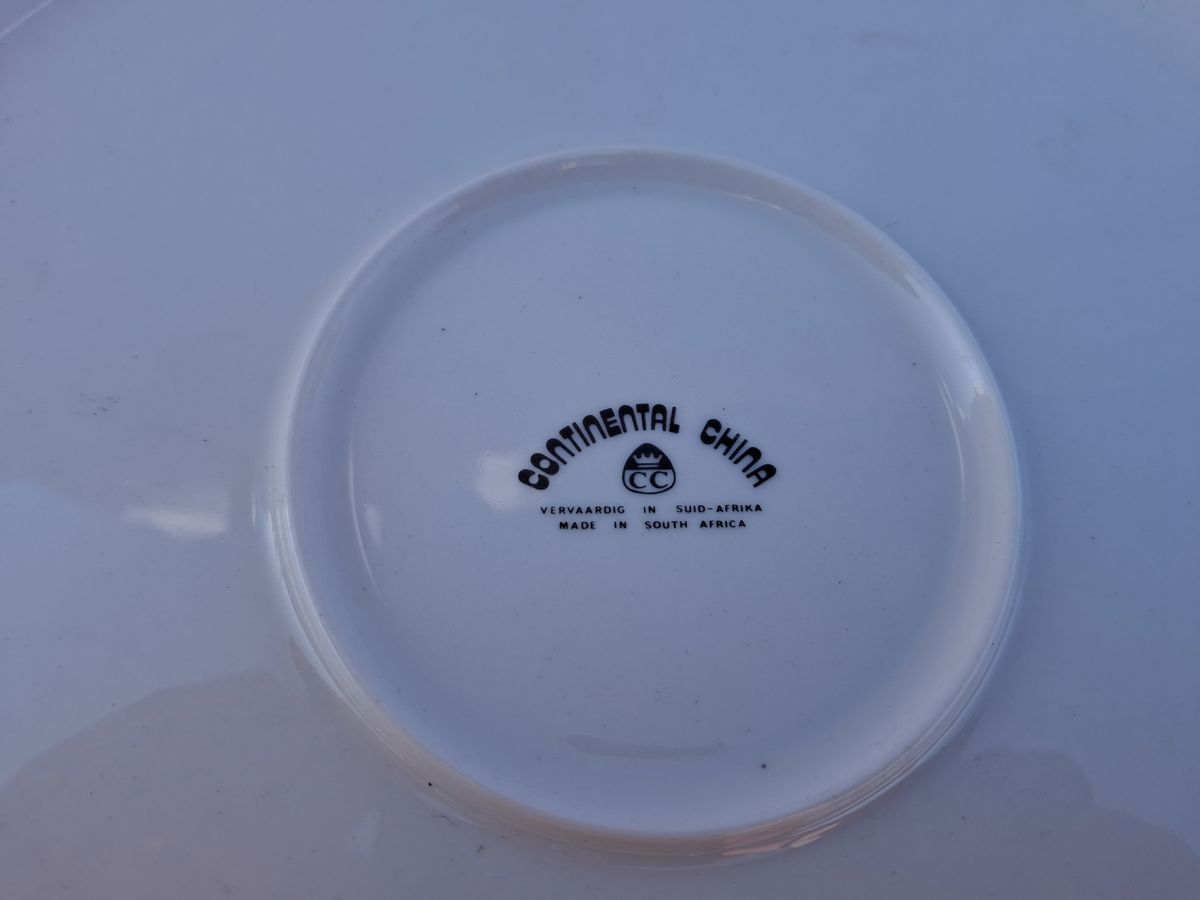 CONTINENTAL CHINA
CC
VERVAARDIG IN SUID-AFRIKA
MADE IN SOUTH AFRICA